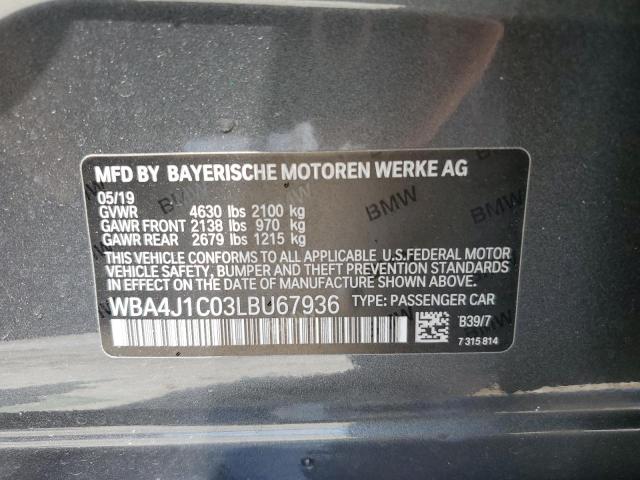 MFD BY BAYERISCHE MOTOREN WERKE AG
05/19
GVWR 4630 lbs 2100 kg
GAWR FRONT 2138 lbs 970 kg
GAWR REAR 2679 lbs 1215 kg
THIS VEHICLE CONFORMS TO ALL APPLICABLE U.S.FEDERAL MOTOR
VEHICLE SAFETY, BUMPER AND THEFT PREVENTION STANDARDS
IN EFFECT ON THE DATE OF MANUFACTURE SHOWN ABOVE.
WBA4J1C03LBU67936 TYPE: PASSENGER CAR
B39/7
7 315 814
BMW
BMW